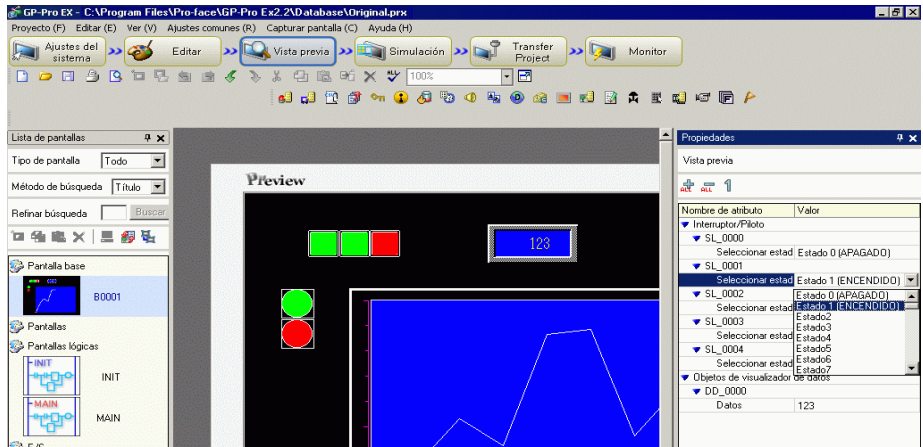 GP-Pro EX - C:\Program Files\Pro-face\GP-Pro Ex2.2\Database\Original.prx
Proyecto (F) Editar (E) Ver (V) Ajustes comunes (R) Capturar pantalla (C) Ayuda (H)
Ajustes del sistema
Editar
Vista previa
Simulación
Transfer Project
Monitor
100%
Lista de pantallas
Tipo de pantalla Todo
Método de búsqueda Título
Refinar búsqueda Buscar
Pantalla base
B0001
Pantallas
Pantallas lógicas
INIT
INIT
MAIN
MAIN
E/S
Preview
123
Propiedades
Vista previa
ALL ALL
Nombre de atributo Valor
Interruptor/Piloto
SL_0000
Seleccionar estad Estado 0 (APAGADO)
SL_0001
Seleccionar estad Estado 1 (ENCENDIDO)
SL_0002
Estado 0 (APAGADO)
Seleccionar estad Estado 1 (ENCENDIDO)
Estado2
SL_0003
Estado3
Seleccionar estad Estado4
SL_0004
Estado5
Seleccionar estad Estado6
Estado7
Objetos de visualizador de datos
DD_0000
Datos 123